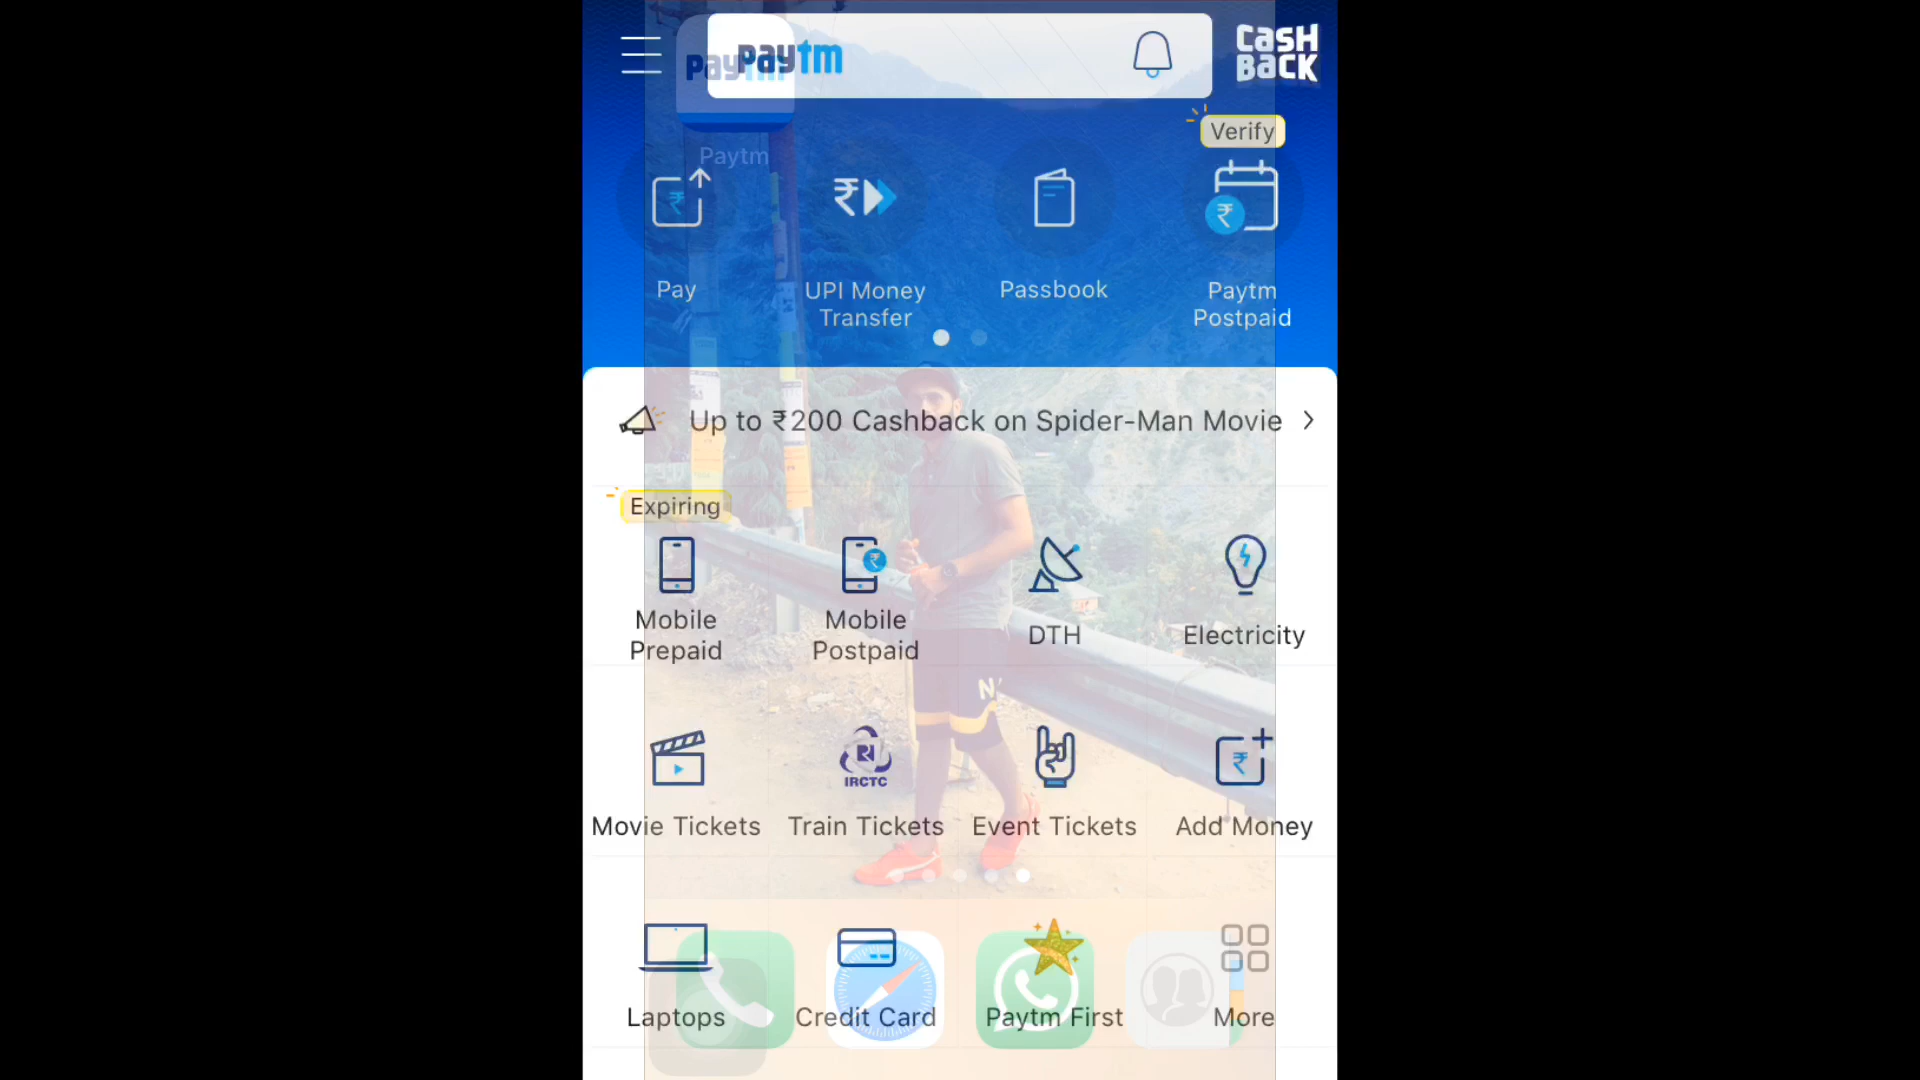 paytm
paytm
CASH
BACK
Verify
Paytm
Pay
UPI Money
Transfer
Passbook
Paytm
Postpaid
Up to ₹200 Cashback on Spider-Man Movie
Expiring
Mobile
Prepaid
Mobile
Postpaid
DTH
Electricity
N
IRCTC
Movie Tickets
Train Tickets
Event Tickets
Add Money
Laptops
Credit Card
Paytm First
More